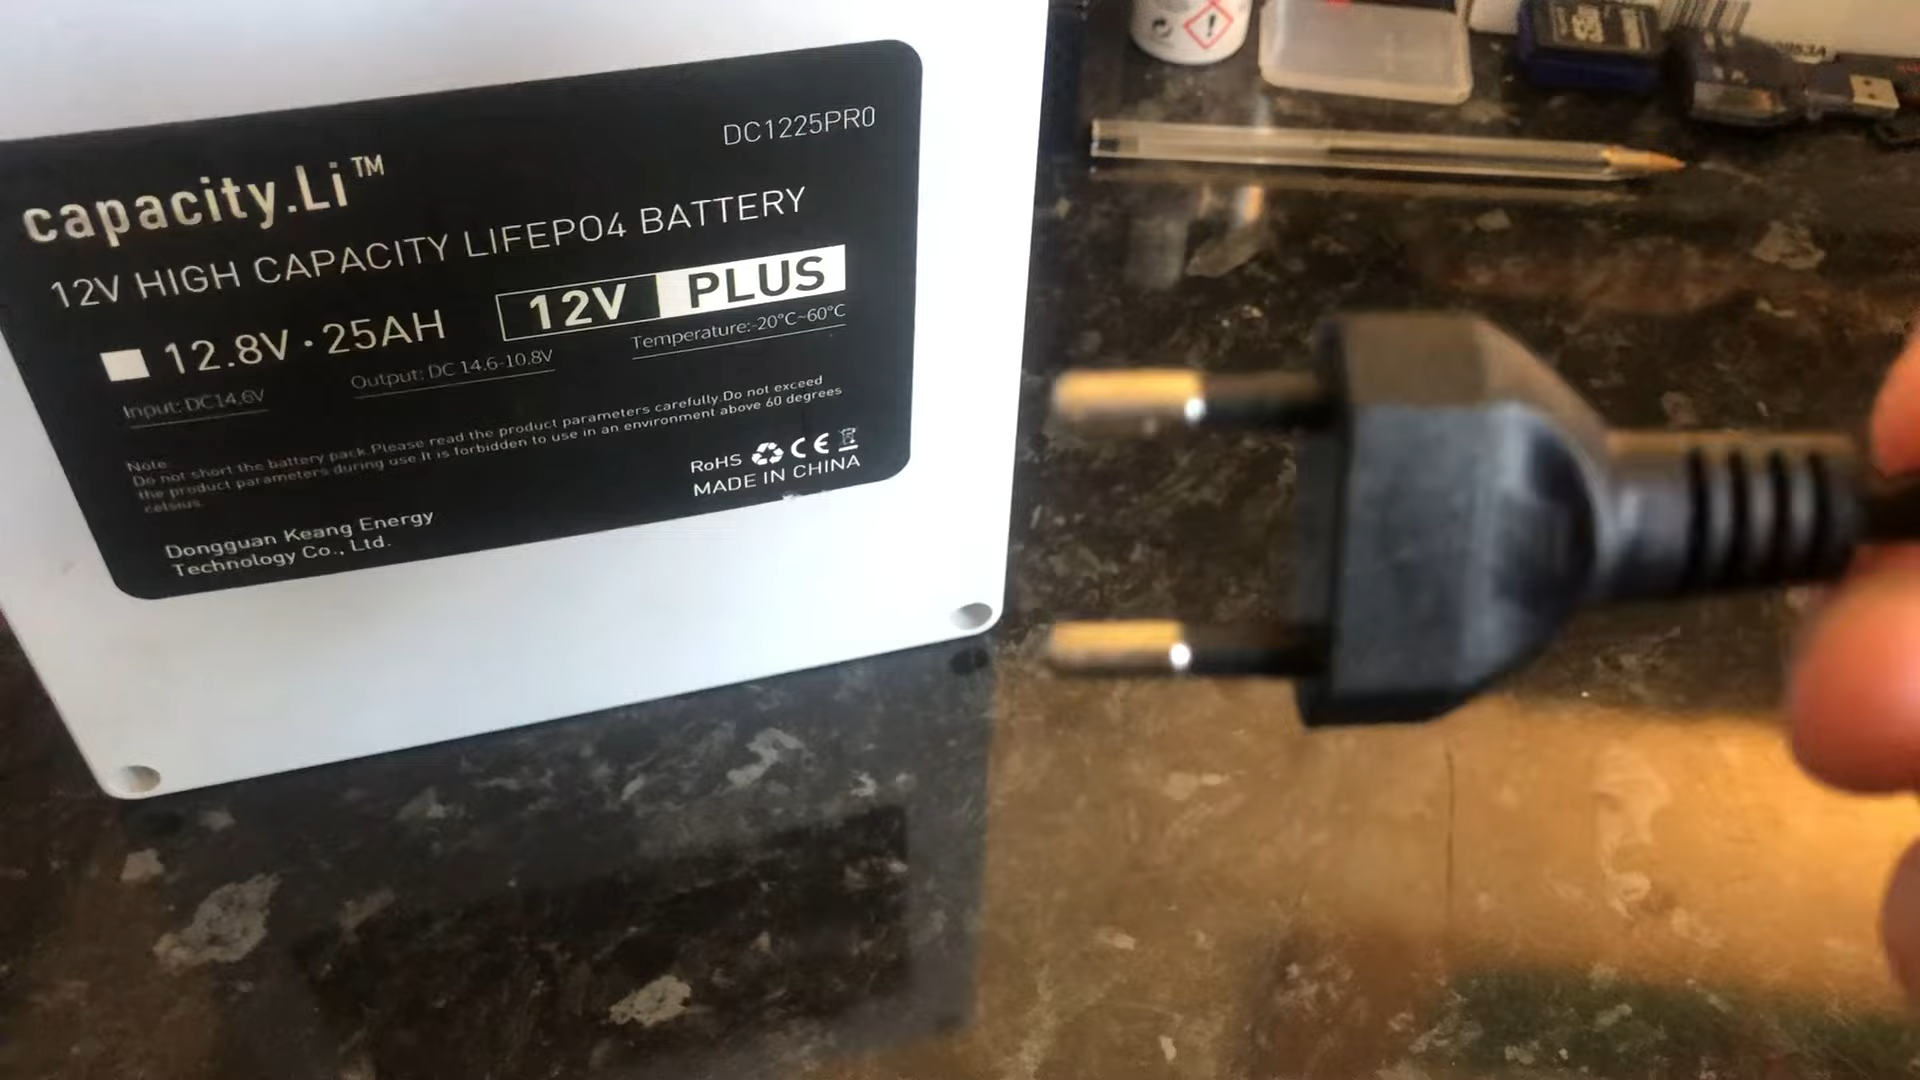 DC1225PRO
capacity.Li™
12V HIGH CAPACITY LIFEPO4 BATTERY
12.8V·25AH
12V PLUS
Input: DC14.6V
Output: DC 14.6-10.8V
Temperature:-20°C~60°C
Note:
Do not short the battery pack.Please read the product parameters carefully.Do not exceed
the product parameters during use.It is forbidden to use in an environment above 60 degrees
celsius.
RoHS CE
MADE IN CHINA
Dongguan Keang Energy
Technology Co., Ltd.